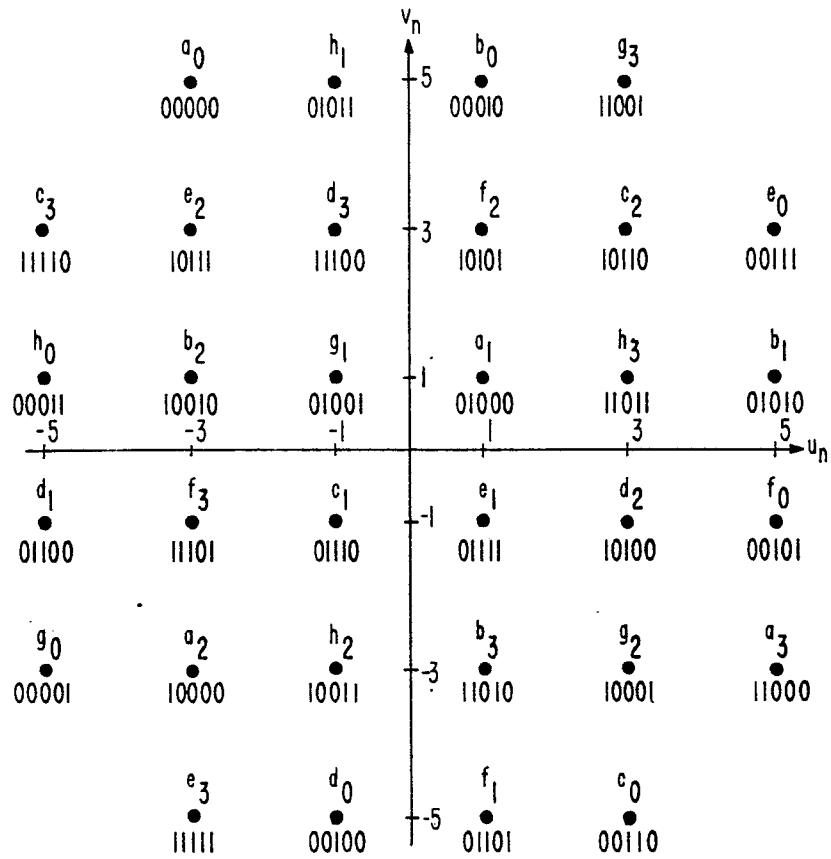 vₙ
a₀ h₁ b₀ g₃
5
00000 01011 00010 11001
c₃ e₂ d₃ f₂ c₂ e₀
3
11110 10111 11100 10101 10110 00111
h₀ b₂ g₁ a₁ h₃ b₁
1
00011 10010 01001 01000 11011 01010
-5 -3 -1 1 3 5
uₙ
d₁ f₃ c₁ e₁ d₂ f₀
-1
01100 11101 01110 01111 10100 00101
g₀ a₂ h₂ b₃ g₂ a₃
-3
00001 10000 10011 11010 10001 11000
e₃ d₀ f₁ c₀
-5
11111 00100 01101 00110